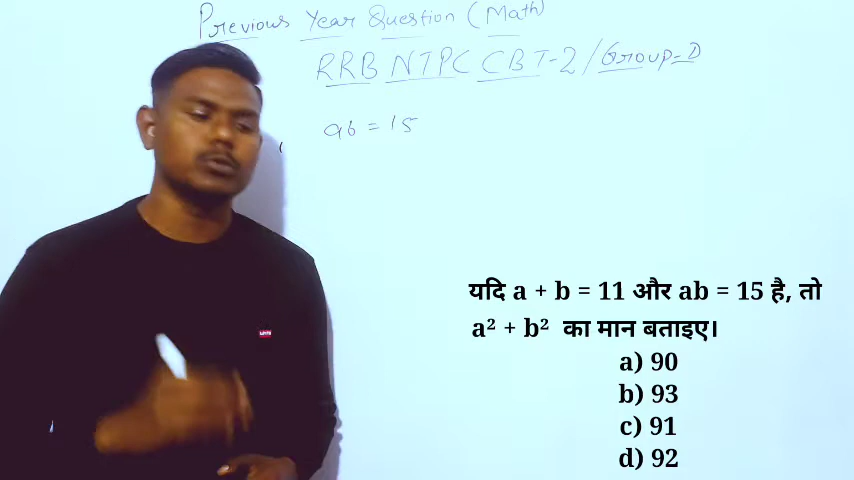 Previous Year Question (Math)
RRB NTPC CBT-2 / Group-D
ab = 15
यदि a + b = 11 और ab = 15 है, तो
a² + b² का मान बताइए।
a) 90
b) 93
c) 91
d) 92